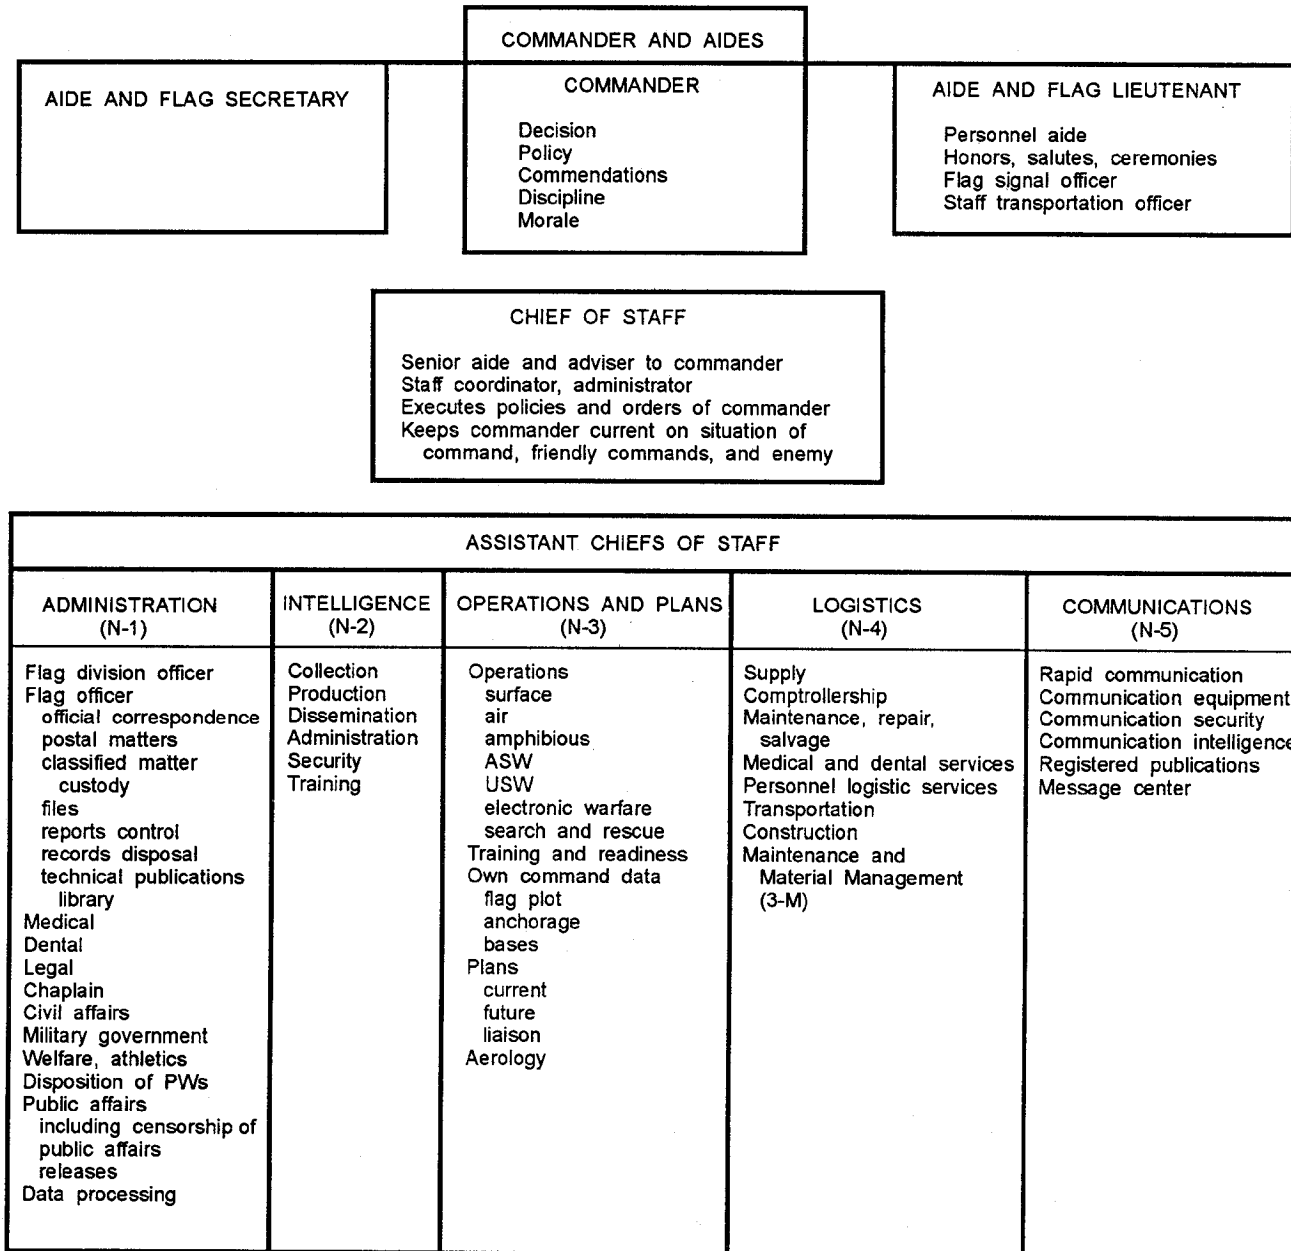 COMMANDER AND AIDES
AIDE AND FLAG SECRETARY
COMMANDER
Decision
Policy
Commendations
Discipline
Morale
AIDE AND FLAG LIEUTENANT
Personnel aide
Honors, salutes, ceremonies
Flag signal officer
Staff transportation officer
CHIEF OF STAFF
Senior aide and adviser to commander
Staff coordinator, administrator
Executes policies and orders of commander
Keeps commander current on situation of
command, friendly commands, and enemy
ASSISTANT CHIEFS OF STAFF
ADMINISTRATION
(N-1)
Flag division officer
Flag officer
official correspondence
postal matters
classified matter
custody
files
reports control
records disposal
technical publications
library
Medical
Dental
Legal
Chaplain
Civil affairs
Military government
Welfare, athletics
Disposition of PWs
Public affairs
including censorship of
public affairs
releases
Data processing
INTELLIGENCE
(N-2)
Collection
Production
Dissemination
Administration
Security
Training
OPERATIONS AND PLANS
(N-3)
Operations
surface
air
amphibious
ASW
USW
electronic warfare
search and rescue
Training and readiness
Own command data
flag plot
anchorage
bases
Plans
current
future
liaison
Aerology
LOGISTICS
(N-4)
Supply
Comptrollership
Maintenance, repair,
salvage
Medical and dental services
Personnel logistic services
Transportation
Construction
Maintenance and
Material Management
(3-M)
COMMUNICATIONS
(N-5)
Rapid communication
Communication equipment
Communication security
Communication intelligence
Registered publications
Message center